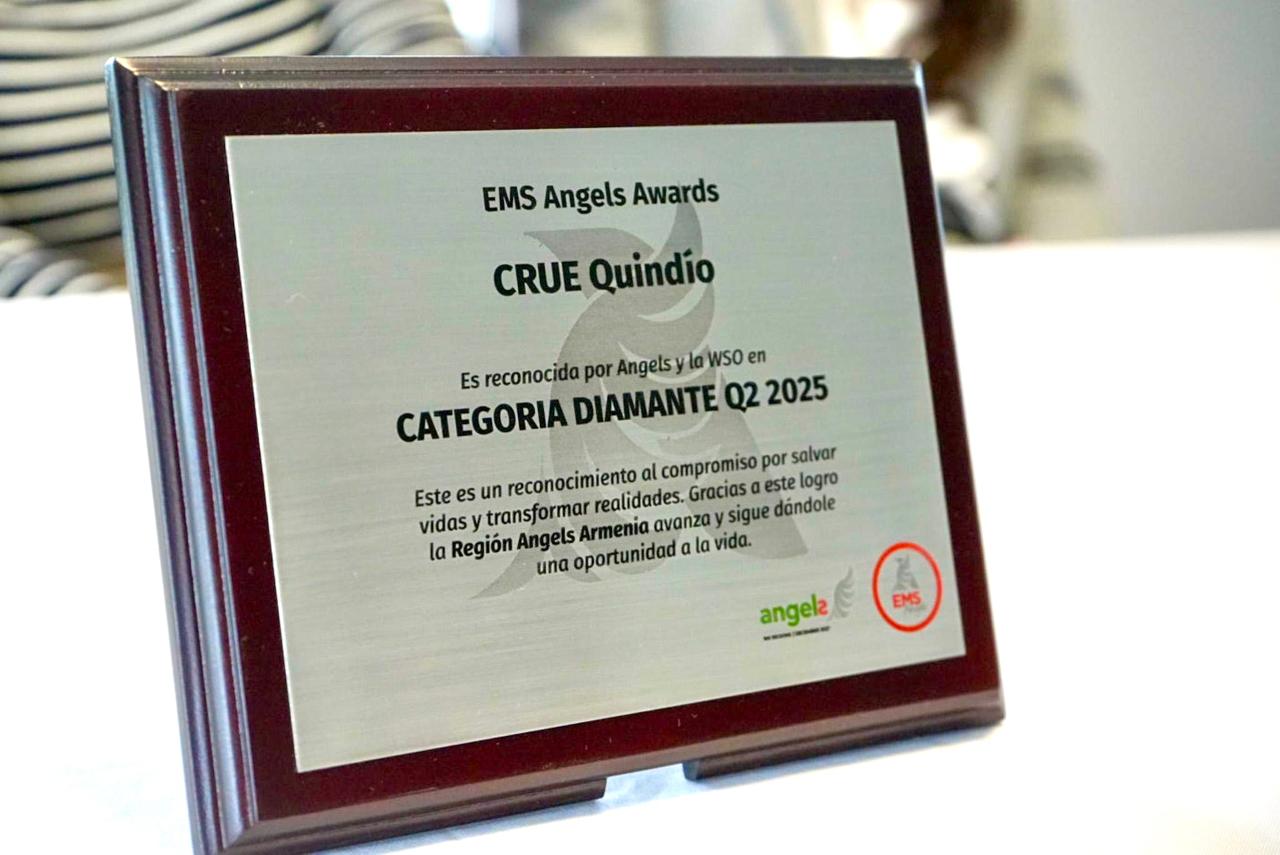 EMS Angels Awards
CRUE Quindío
Es reconocida por Angels y la WSO en
CATEGORIA DIAMANTE Q2 2025
Este es un reconocimiento al compromiso por salvar
vidas y transformar realidades. Gracias a este logro
la Región Angels Armenia avanza y sigue dándole
una oportunidad a la vida.
angels
EMS